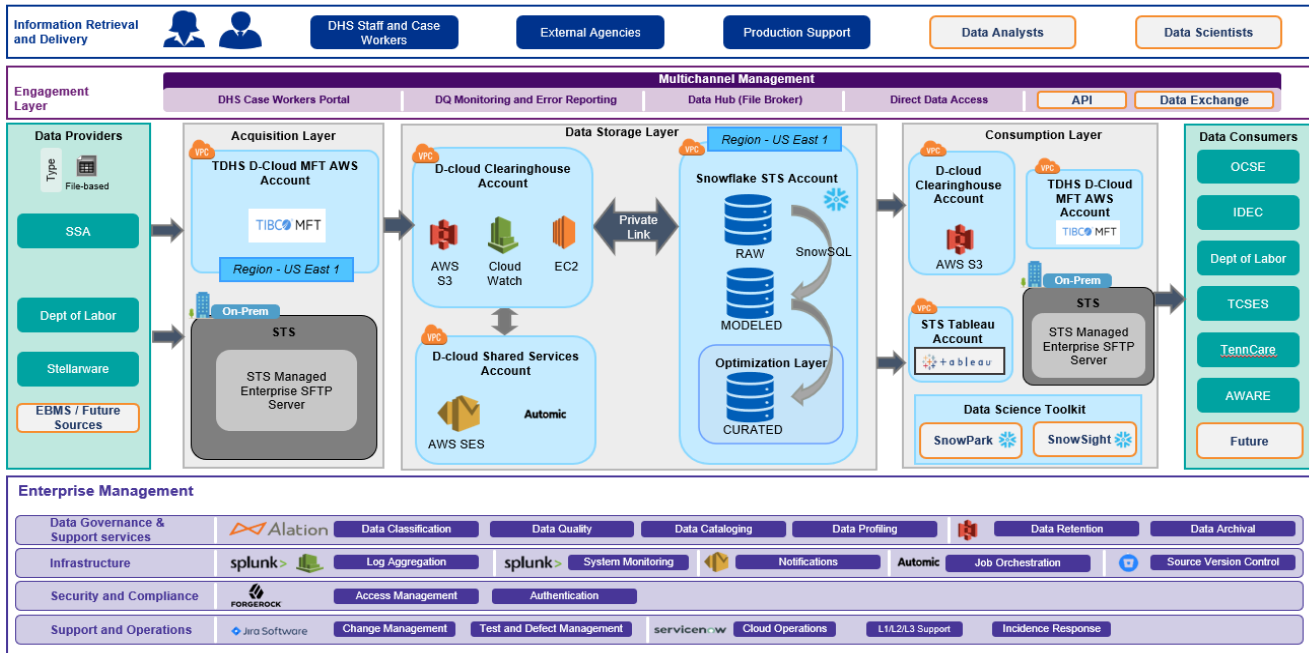 Information Retrieval
and Delivery
DHS Staff and Case
Workers
External Agencies
Production Support
Data Analysts
Data Scientists
Engagement
Layer
Multichannel Management
DHS Case Workers Portal
DQ Monitoring and Error Reporting
Data Hub (File Broker)
Direct Data Access
API
Data Exchange
Data Providers
Type
File-based
SSA
Dept of Labor
Stellarware
EBMS / Future
Sources
Acquisition Layer
VPC
TDHS D-Cloud MFT AWS
Account
TIBCO MFT
Region - US East 1
On-Prem
STS
STS Managed
Enterprise SFTP
Server
Data Storage Layer
VPC
D-cloud Clearinghouse
Account
AWS
S3
Cloud
Watch
EC2
VPC
D-cloud Shared Services
Account
AWS SES
Automic
Private
Link
Region - US East 1
VPC
Snowflake STS Account
RAW
SnowSQL
MODELED
Optimization Layer
CURATED
Consumption Layer
VPC
D-cloud
Clearinghouse
Account
AWS S3
VPC
TDHS D-Cloud
MFT AWS
Account
TIBCO MFT
On-Prem
STS
STS Managed
Enterprise SFTP
Server
VPC
STS Tableau
Account
+ableau
Data Science Toolkit
SnowPark
SnowSight
Data Consumers
OCSE
IDEC
Dept of Labor
TCSES
TennCare
AWARE
Future
Enterprise Management
Data Governance &
Support services
Alation
Data Classification
Data Quality
Data Cataloging
Data Profiling
Data Retention
Data Archival
Infrastructure
splunk>
Log Aggregation
splunk>
System Monitoring
Notifications
Automic
Job Orchestration
Source Version Control
Security and Compliance
FORGEROCK
Access Management
Authentication
Support and Operations
Jira Software
Change Management
Test and Defect Management
servicenow
Cloud Operations
L1/L2/L3 Support
Incidence Response